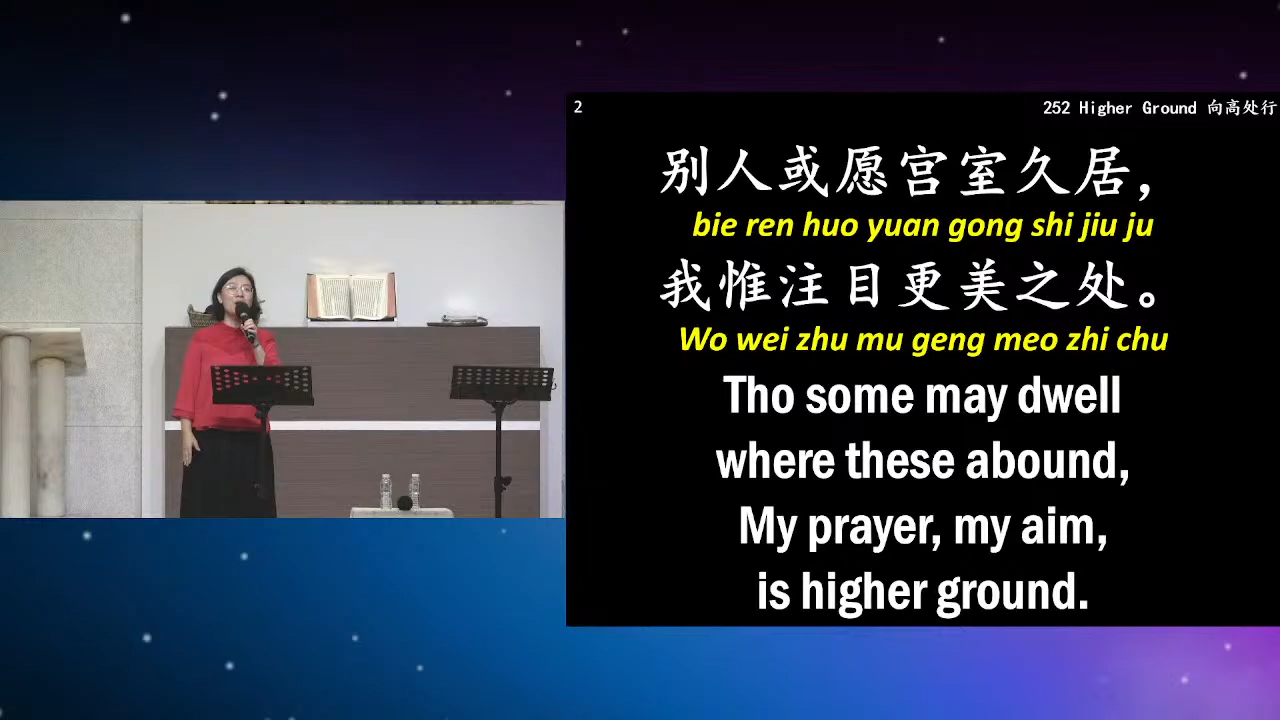 2
252 Higher Ground 向高处行
别人或愿宫室久居，
bie ren huo yuan gong shi jiu ju
我惟注目更美之处。
Wo wei zhu mu geng meo zhi chu
Tho some may dwell
where these abound,
My prayer, my aim,
is higher ground.